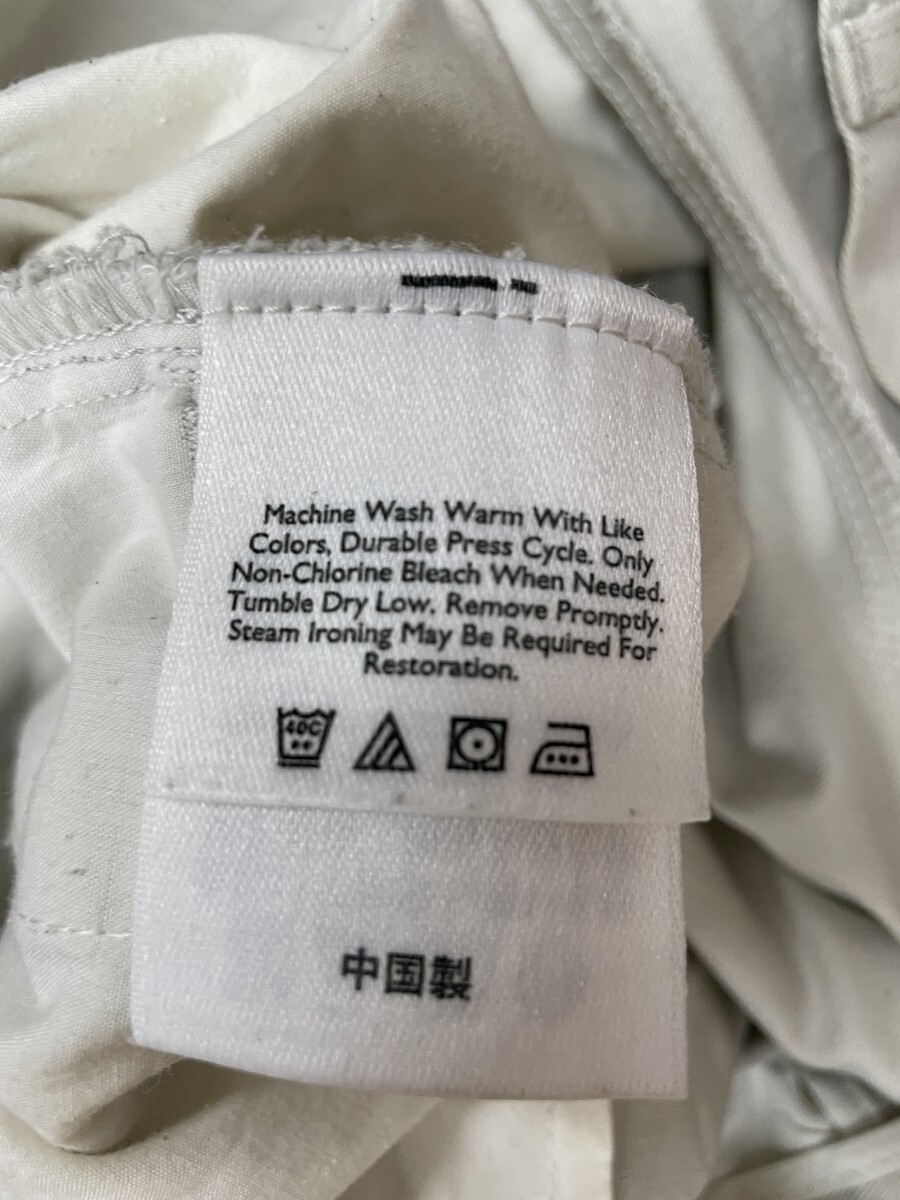 Machine Wash Warm With Like
Colors, Durable Press Cycle. Only
Non-Chlorine Bleach When Needed.
Tumble Dry Low. Remove Promptly.
Steam Ironing May Be Required For
Restoration.
40C
中国製